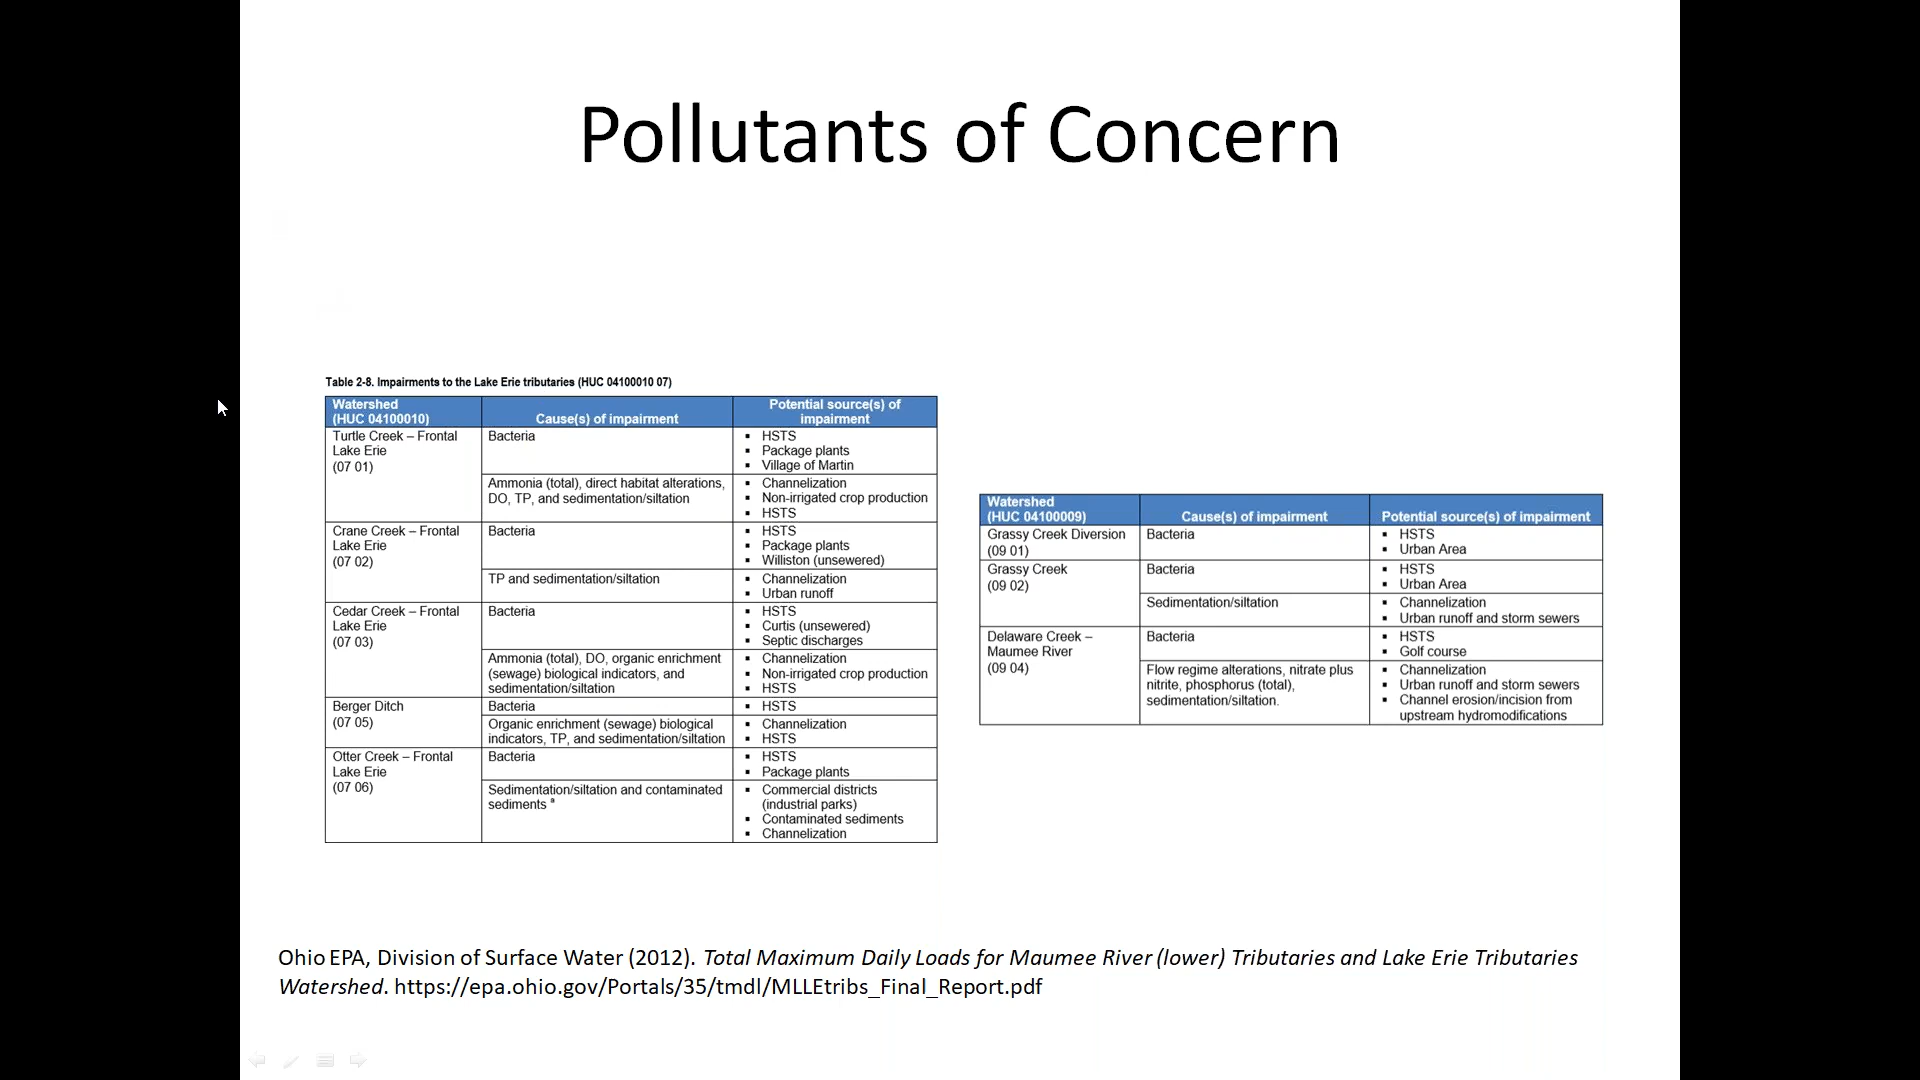 Pollutants of Concern
Table 2-8. Impairments to the Lake Erie tributaries (HUC 04100010 07)
Watershed
(HUC 04100010)
Cause(s) of impairment
Potential source(s) of
impairment
Turtle Creek – Frontal
Lake Erie
(07 01)
Bacteria
▪ HSTS
▪ Package plants
▪ Village of Martin
Ammonia (total), direct habitat alterations,
DO, TP, and sedimentation/siltation
▪ Channelization
▪ Non-irrigated crop production
▪ HSTS
Crane Creek – Frontal
Lake Erie
(07 02)
Bacteria
▪ HSTS
▪ Package plants
▪ Williston (unsewered)
TP and sedimentation/siltation
▪ Channelization
▪ Urban runoff
Cedar Creek – Frontal
Lake Erie
(07 03)
Bacteria
▪ HSTS
▪ Curtis (unsewered)
▪ Septic discharges
Ammonia (total), DO, organic enrichment
(sewage) biological indicators, and
sedimentation/siltation
▪ Channelization
▪ Non-irrigated crop production
▪ HSTS
Berger Ditch
(07 05)
Bacteria
▪ HSTS
Organic enrichment (sewage) biological
indicators, TP, and sedimentation/siltation
▪ Channelization
▪ HSTS
Otter Creek – Frontal
Lake Erie
(07 06)
Bacteria
▪ HSTS
▪ Package plants
Sedimentation/siltation and contaminated
sediments ª
▪ Commercial districts
(industrial parks)
▪ Contaminated sediments
▪ Channelization
Watershed
(HUC 04100009)
Cause(s) of impairment
Potential source(s) of impairment
Grassy Creek Diversion
(09 01)
Bacteria
▪ HSTS
▪ Urban Area
Grassy Creek
(09 02)
Bacteria
▪ HSTS
▪ Urban Area
Sedimentation/siltation
▪ Channelization
▪ Urban runoff and storm sewers
Delaware Creek –
Maumee River
(09 04)
Bacteria
▪ HSTS
▪ Golf course
Flow regime alterations, nitrate plus
nitrite, phosphorus (total),
sedimentation/siltation.
▪ Channelization
▪ Urban runoff and storm sewers
▪ Channel erosion/incision from
upstream hydromodifications
Ohio EPA, Division of Surface Water (2012). Total Maximum Daily Loads for Maumee River (lower) Tributaries and Lake Erie Tributaries
Watershed. https://epa.ohio.gov/Portals/35/tmdl/MLLEtribs_Final_Report.pdf